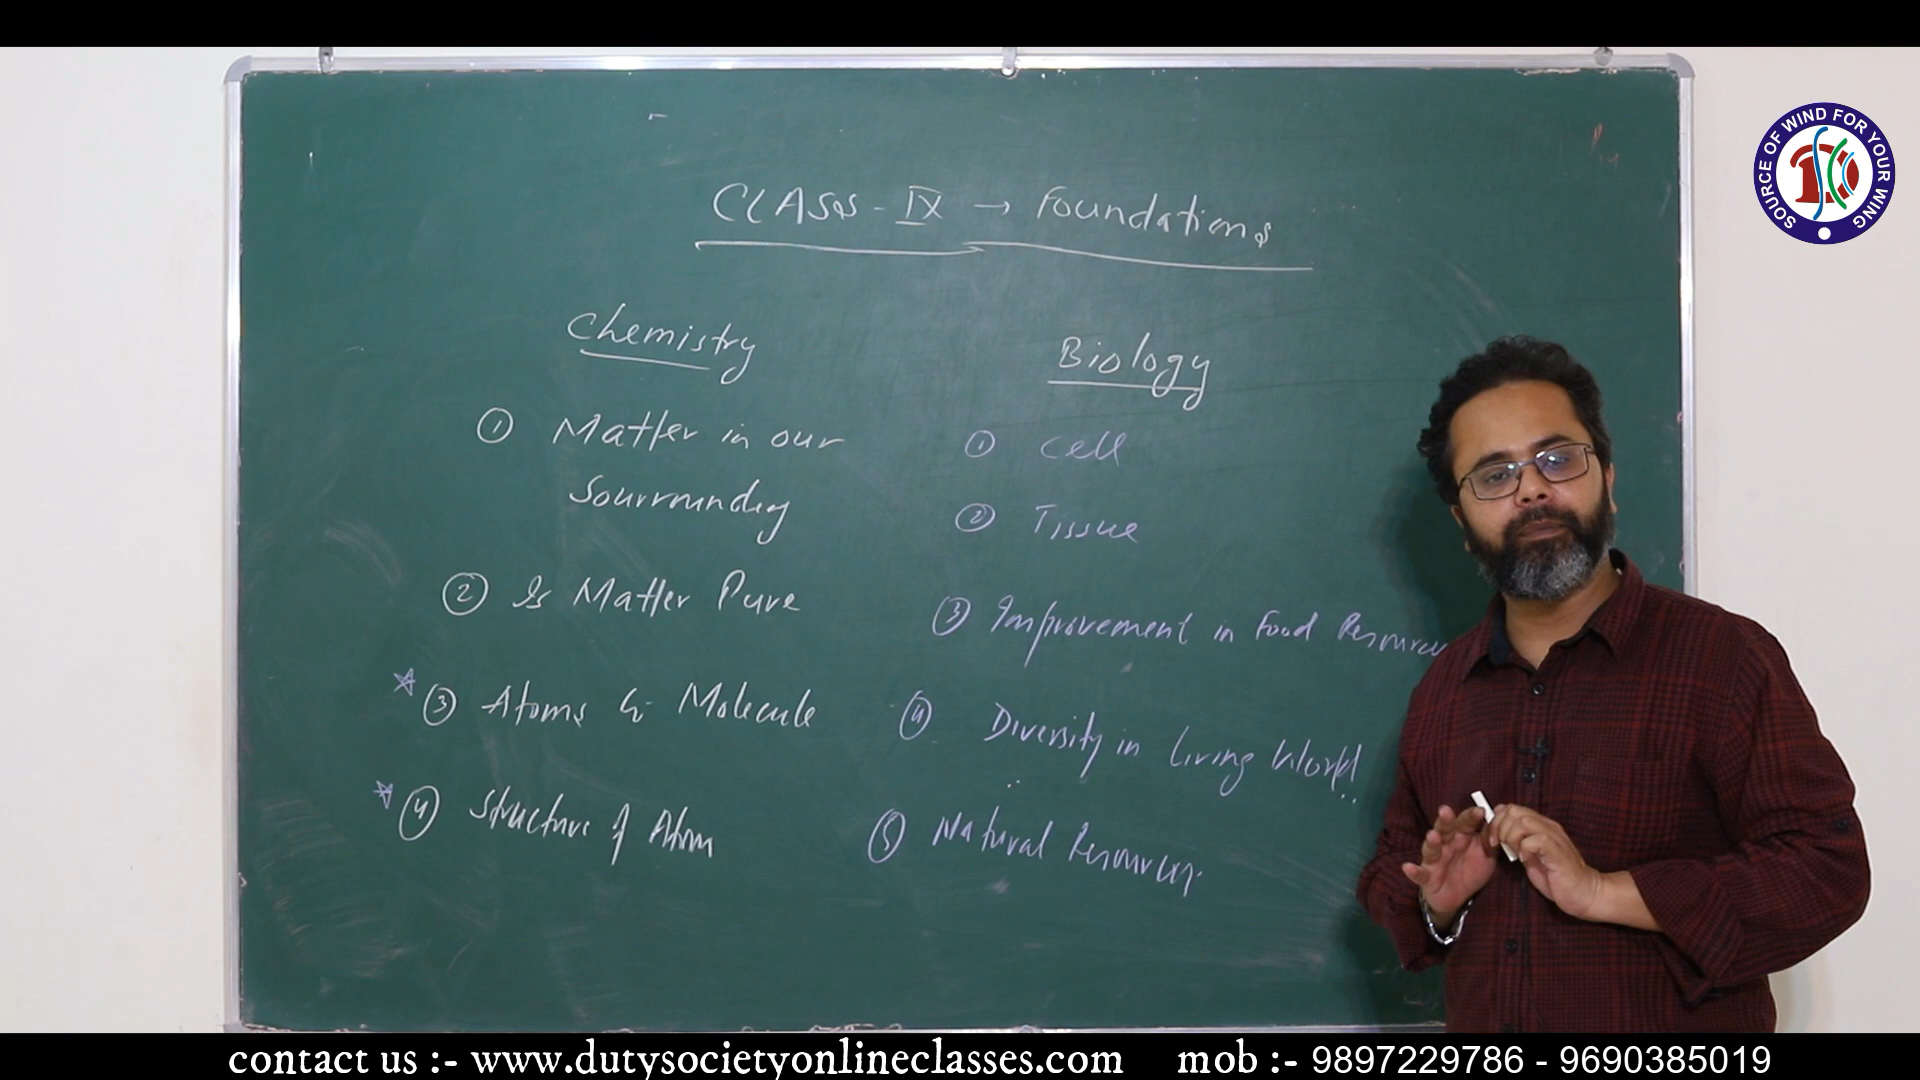 SOURCE OF WIND FOR YOUR WING
CLASS - IX → Foundations
Chemistry
① Matter in our
Sourrounding
② Is Matter Pure
③ Atoms & Molecule
④ Structure of Atom
Biology
① Cell
② Tissue
③ Improvement in Food Resources
④ Diversity in Living World
⑤ Natural Resources
contact us :- www.dutysocietyonlineclasses.com mob :- 9897229786 - 9690385019